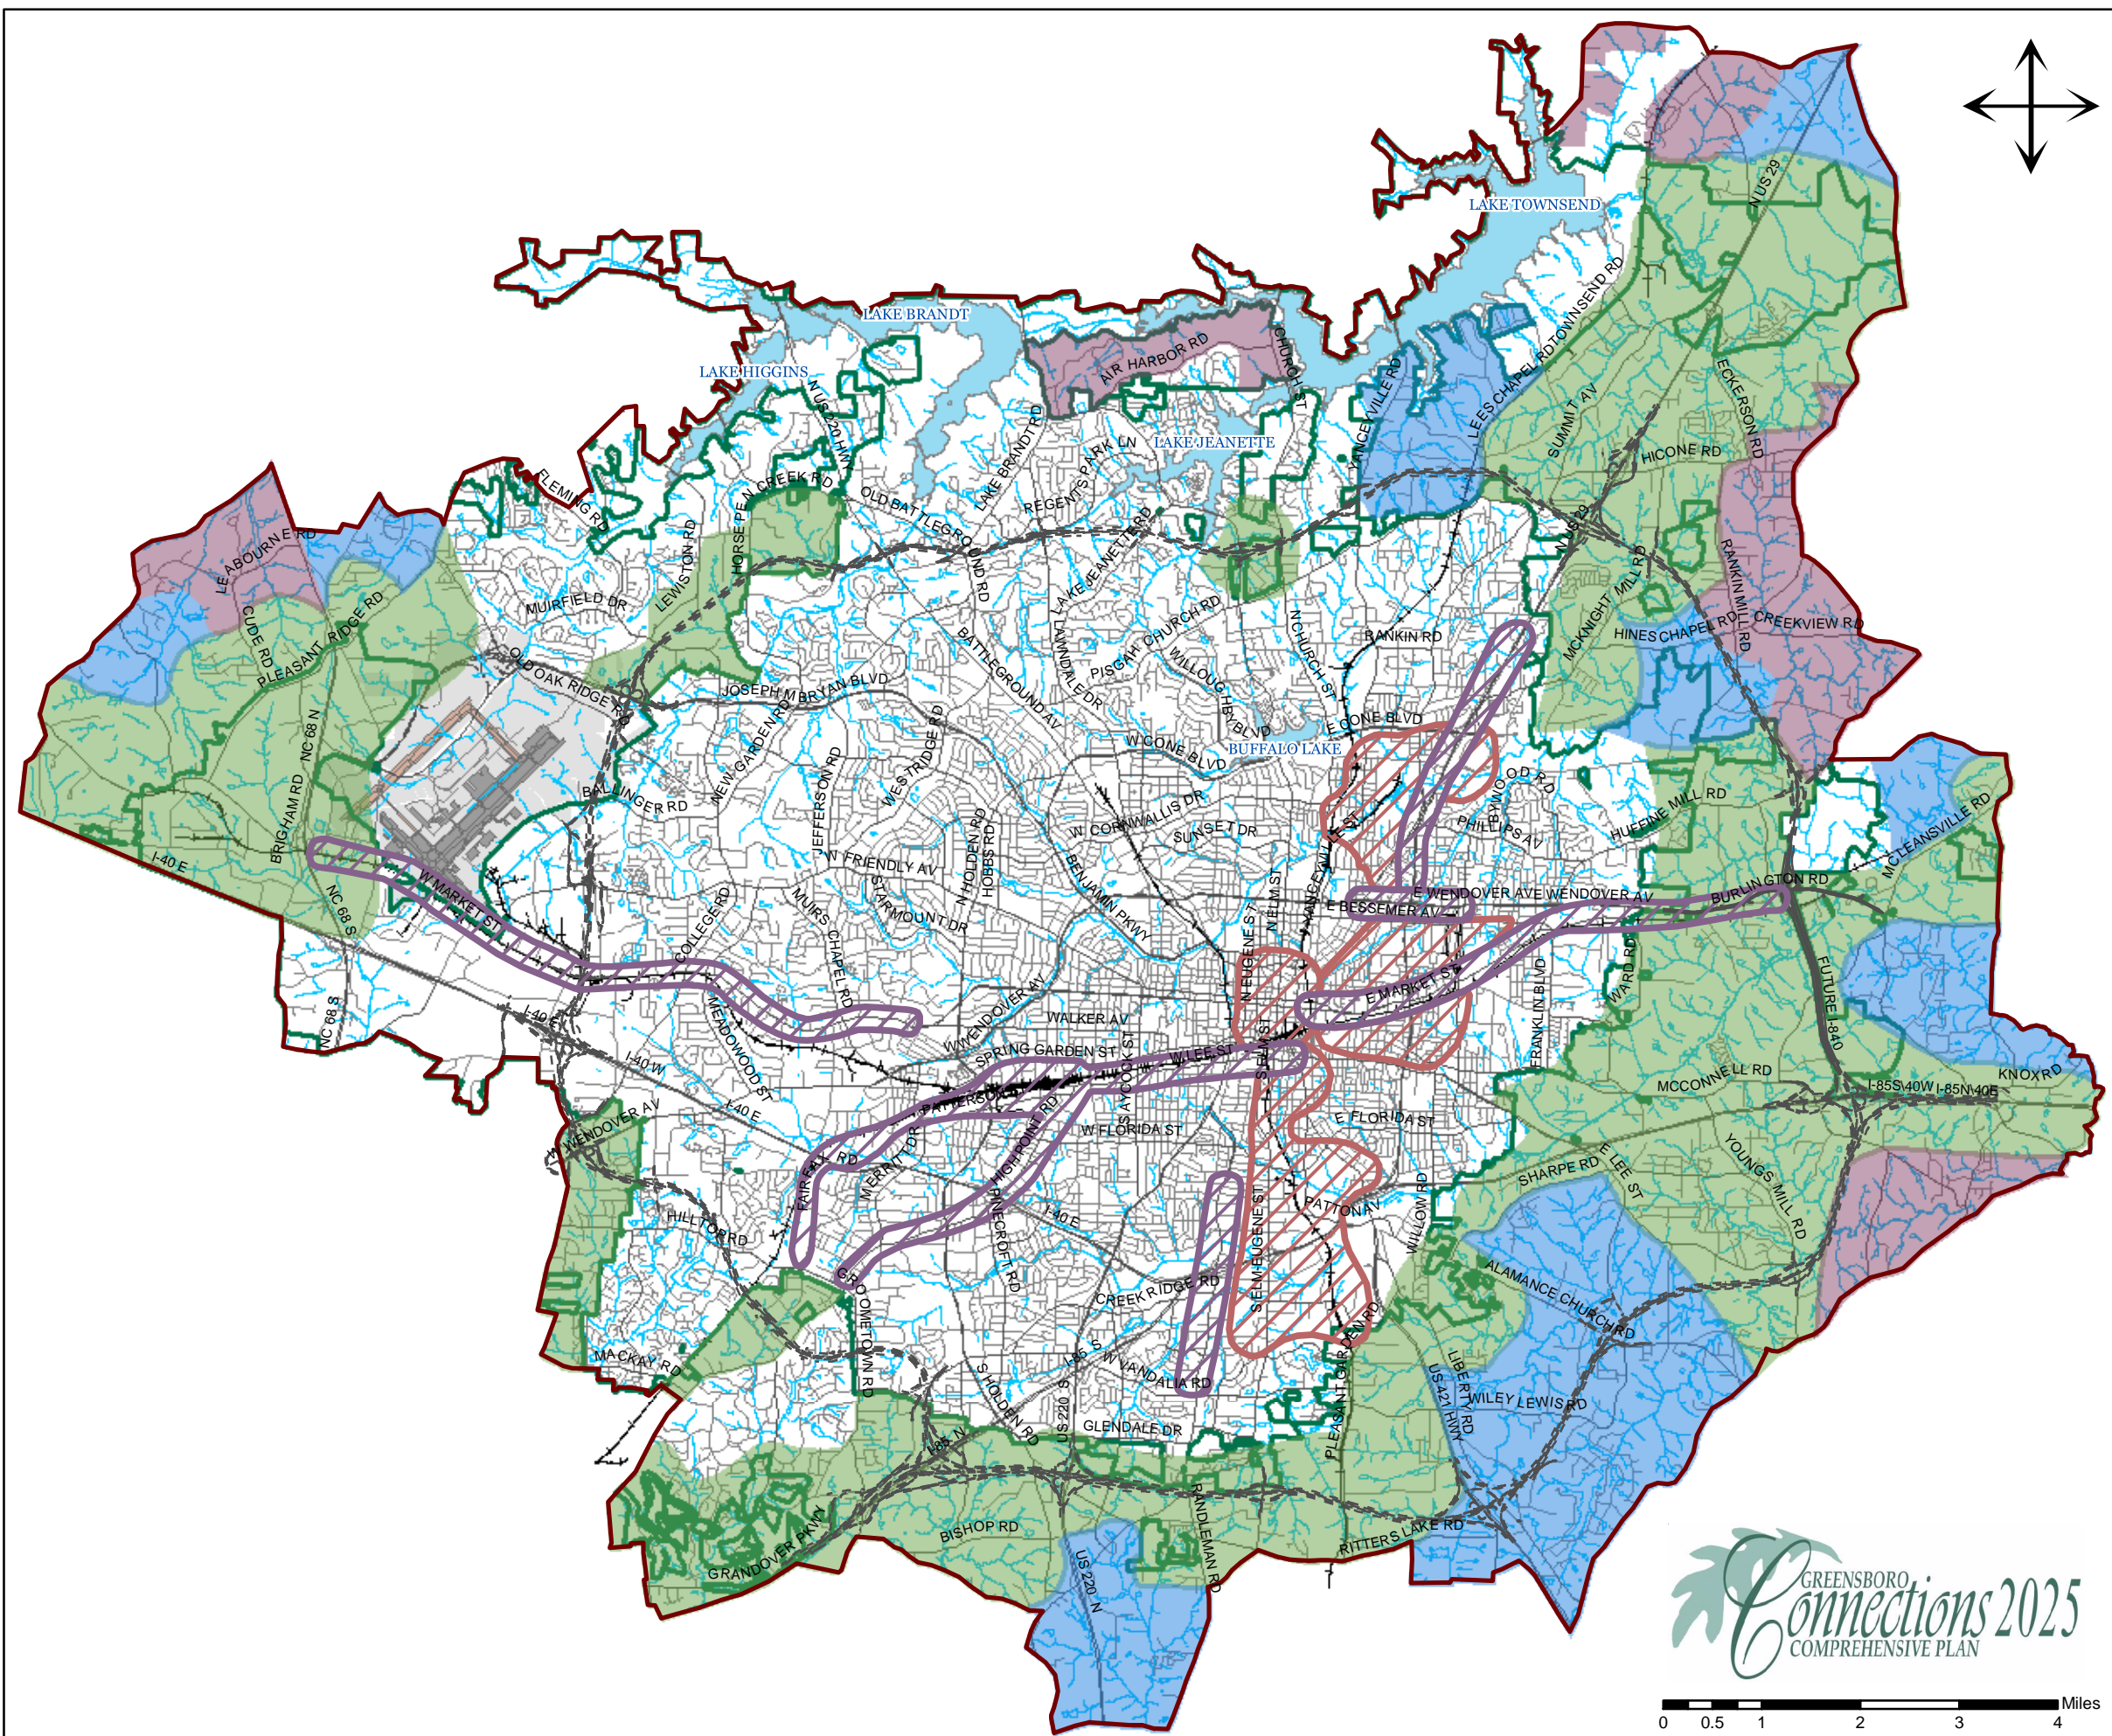 LAKE TOWNSEND
N US 29
LAKE BRANDT
LAKE HIGGINS
AIR HARBOR RD
CHURCH ST
YANCEYVILLE RD
LEES CHAPEL RD
TOWNSEND RD
N US 220 HWY
LAKE BRANDT RD
LAKE JEANETTE
SUMMIT AV
ECKERSON RD
HICONE RD
FLEMING RD
HORSE PEN CREEK RD
OLD BATTLEGROUND RD
REGENTS PARK LN
LAKE JEANETTE RD
N US 29
LEABOURNE RD
LEWISTON RD
CUDE RD
PLEASANT RIDGE RD
MUIRFIELD DR
OLD OAK RIDGE RD
JOSEPH M BRYAN BLVD
BATTLEGROUND AV
LAWNDALE DR
PISGAH CHURCH RD
WILLOUGHBY BLVD
N CHURCH ST
RANKIN RD
MCKNIGHT MILL RD
HINES CHAPEL RD
RANKIN MILL RD
CREEKVIEW RD
NC 68 N
BRIGHAM RD
BALLINGER RD
NEW GARDEN RD
JEFFERSON RD
WESTRIDGE RD
W CONE BLVD
E CONE BLVD
BUFFALO LAKE
W CORNWALLIS DR
SUNSET DR
PHILLIPS AV
HUFFINE MILL RD
MCLEANSVILLE RD
I-40 E
W MARKET ST
NC 68 S
W FRIENDLY AV
STARMOUNT DR
N HOLDEN RD
HOBBS RD
BENJAMIN PKWY
COLLEGE RD
MUIRS CHAPEL RD
N ELM ST
N EUGENE ST
E WENDOVER AV
E WENDOVER AV
E BESSEMER AV
BURLINGTON RD
E MARKET ST
FRANKLIN BLVD
WARD RD
FUTURE I-840
NC 68 S
I-40 E
I-40 W
I-40 E
MEADOWOOD ST
W WENDOVER AV
WALKER AV
SPRING GARDEN ST
W LEE ST
S ELM ST
S AYCOCK ST
PATTERSON ST
HIGH POINT RD
W FLORIDA ST
E FLORIDA ST
MCCONNELL RD
I-85S\40W
I-85N\40E
KNOX RD
WENDOVER AV
FAIRFAX RD
MERRITT DR
HILLTOP RD
PINECROFT RD
I-40 E
PATTON AV
WILLOW RD
SHARPE RD
E LEE ST
YOUNGS MILL RD
GROOMETOWN RD
CREEK RIDGE RD
S ELM-EUGENE ST
ALAMANCE CHURCH RD
MACKAY RD
S HOLDEN RD
I-85 S
W VANDALIA RD
US 220 S
GLENDALE DR
PLEASANT GARDEN RD
LIBERTY RD
US 421 HWY
WILEY LEWIS RD
I-85 N
GRANDOVER PKWY
BISHOP RD
RANDLEMAN RD
RITTERS LAKE RD
US 220 N
GREENSBORO
Connections 2025
COMPREHENSIVE PLAN
Miles
0 0.5 1 2 3 4